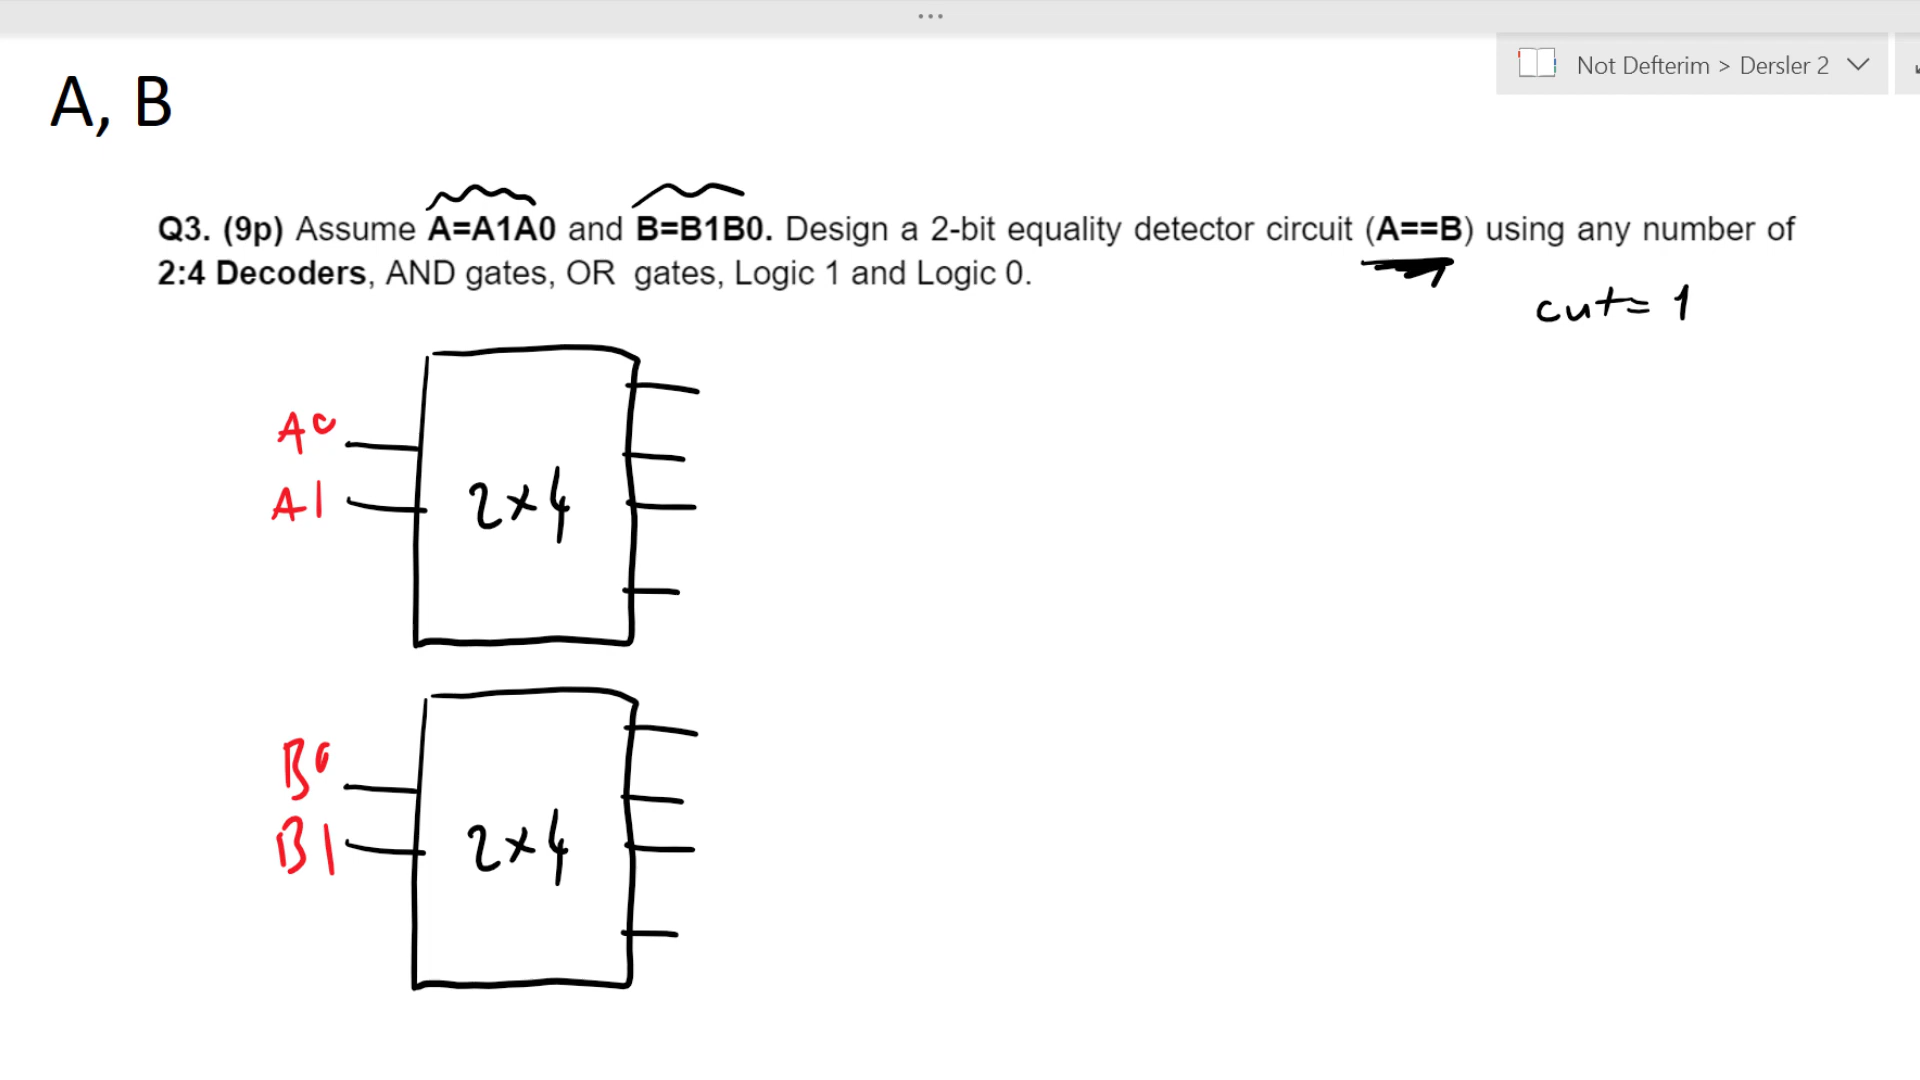 ...
Not Defterim > Dersler 2
A, B
Q3. (9p) Assume A=A1A0 and B=B1B0. Design a 2-bit equality detector circuit (A==B) using any number of
2:4 Decoders, AND gates, OR gates, Logic 1 and Logic 0.
out= 1
A0
A1
2x4
B0
B1
2x4